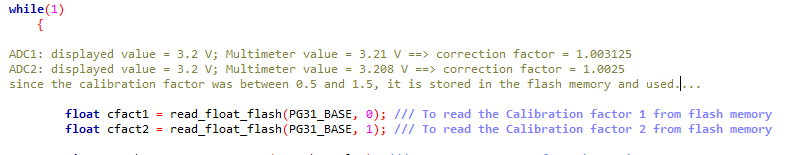 while(1)
{
ADC1: displayed value = 3.2 V; Multimeter value = 3.21 V ==> correction factor = 1.003125
ADC2: displayed value = 3.2 V; Multimeter value = 3.208 V ==> correction factor = 1.0025
since the calibration factor was between 0.5 and 1.5, it is stored in the flash memory and used....
float cfact1 = read_float_flash(PG31_BASE, 0); /// To read the Calibration factor 1 from flash memory
float cfact2 = read_float_flash(PG31_BASE, 1); /// To read the Calibration factor 2 from flash memory